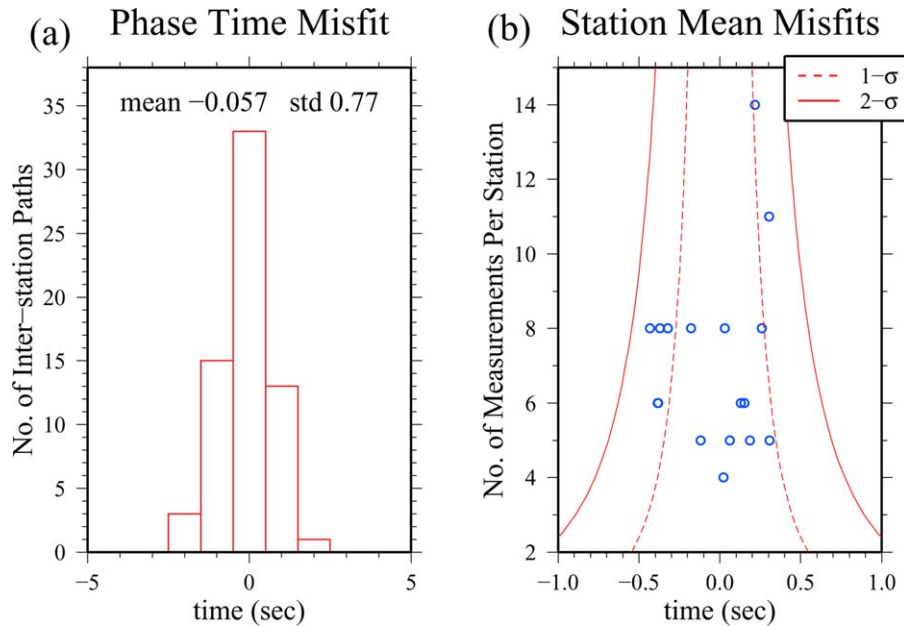 (a) Phase Time Misfit
mean −0.057 std 0.77
No. of Inter−station Paths
35
30
25
20
15
10
5
0
−5 0 5
time (sec)
(b) Station Mean Misfits
1−σ
2−σ
No. of Measurements Per Station
14
12
10
8
6
4
2
−1.0 −0.5 0.0 0.5 1.0
time (sec)